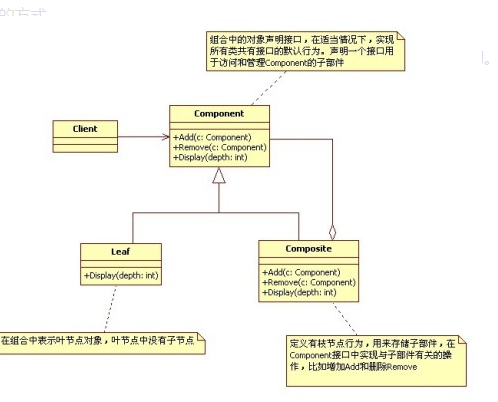 的方式
组合中的对象声明接口，在适当情况下，实现
所有类共有接口的默认行为。声明一个接口用
于访问和管理Component的子部件
Component
+Add(c: Component)
+Remove(c: Component)
+Display(depth: int)
Client
Leaf
+Display(depth: int)
Composite
+Add(c: Component)
+Remove(c: Component)
+Display(depth: int)
在组合中表示叶节点对象，叶节点中没有子节点
定义有枝节点行为，用来存储子部件，在
Component接口中实现与子部件有关的操
作，比如增加Add和删除Remove